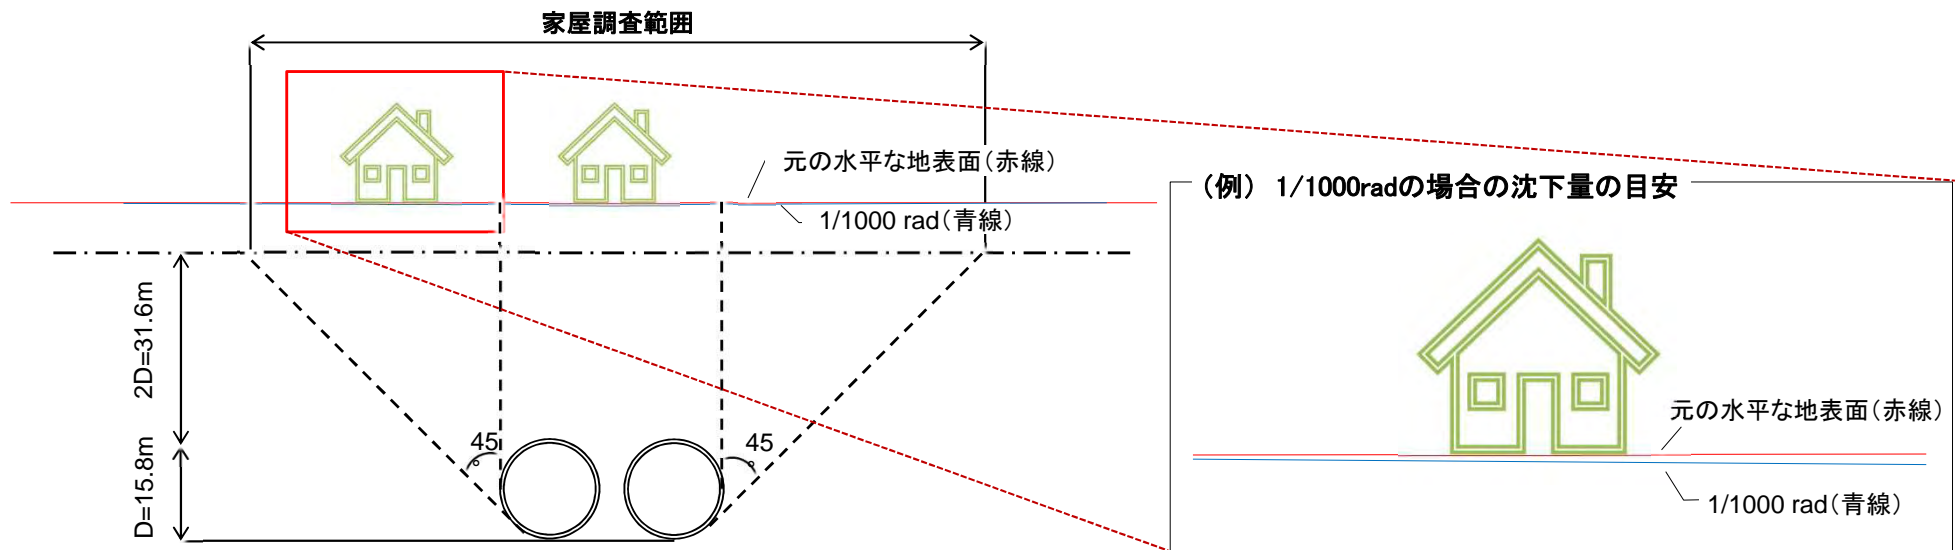 家屋調査範囲
元の水平な地表面(赤線)
1/1000 rad(青線)
2D=31.6m
D=15.8m
45°
45°
(例) 1/1000radの場合の沈下量の目安
元の水平な地表面(赤線)
1/1000 rad(青線)